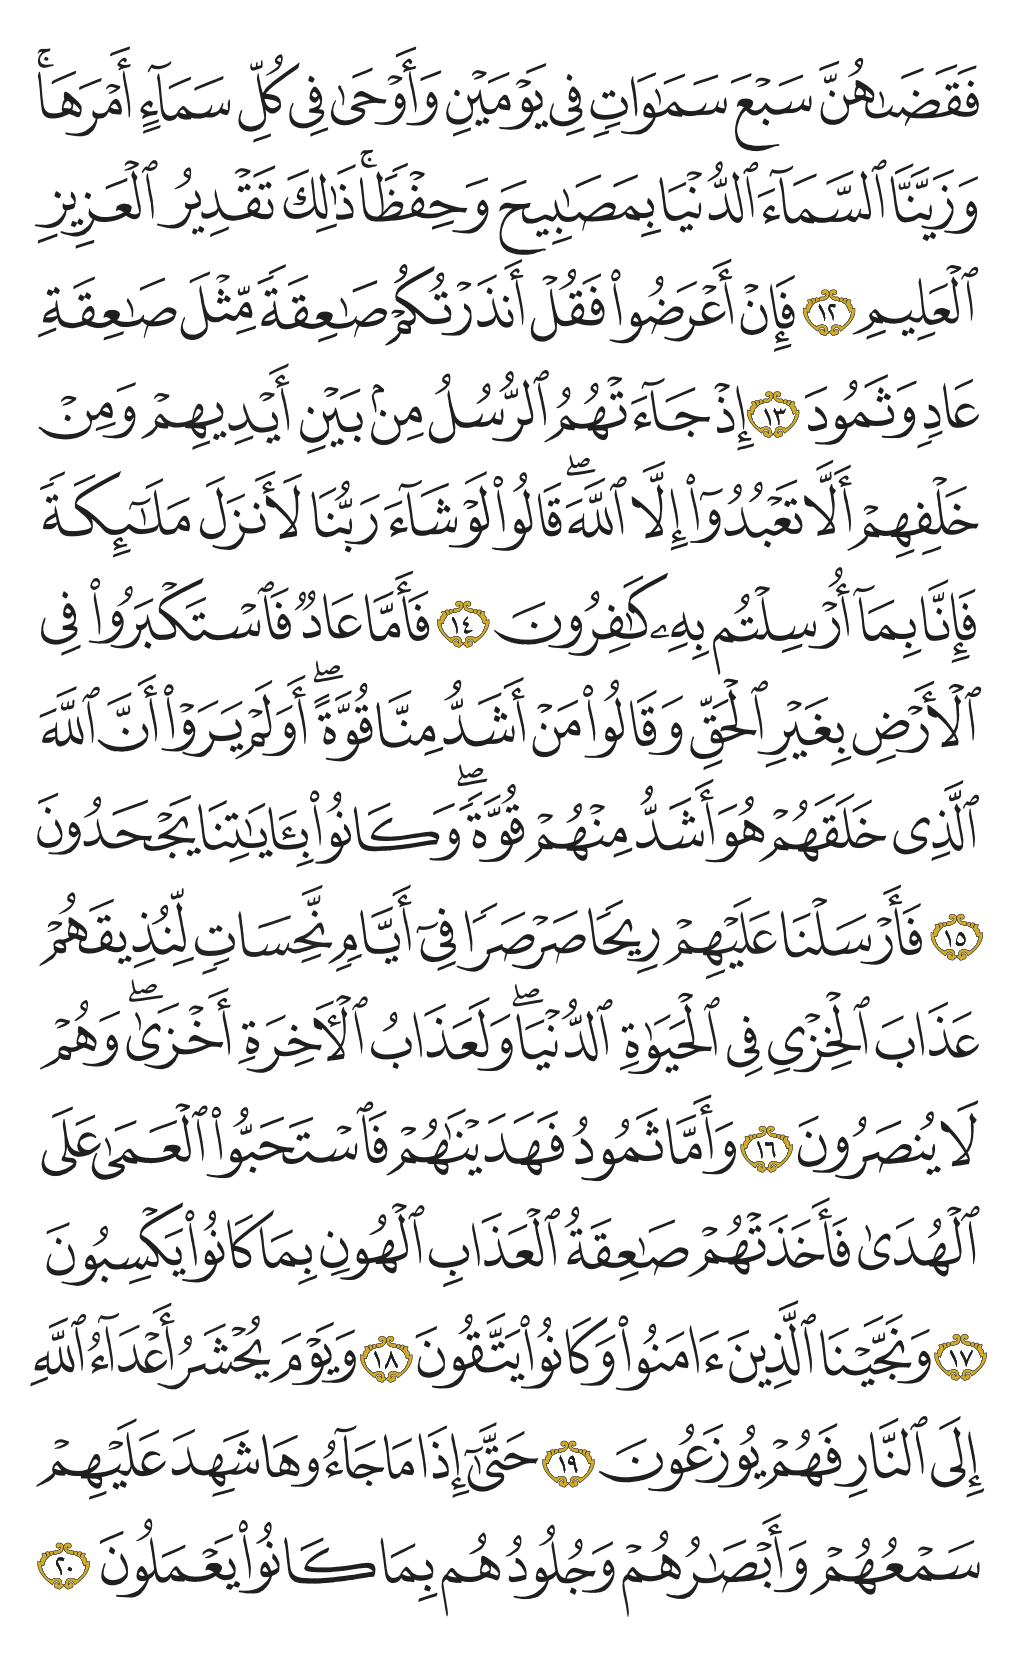 فَقَضَىٰهُنَّ سَبۡعَ سَمَٰوَاتٖ فِي يَوۡمَيۡنِ وَأَوۡحَىٰ فِي كُلِّ سَمَآءٍ أَمۡرَهَاۚ
وَزَيَّنَّا ٱلسَّمَآءَ ٱلدُّنۡيَا بِمَصَٰبِيحَ وَحِفۡظٗاۚ ذَٰلِكَ تَقۡدِيرُ ٱلۡعَزِيزِ
ٱلۡعَلِيمِ ١٢ فَإِنۡ أَعۡرَضُواْ فَقُلۡ أَنذَرۡتُكُمۡ صَٰعِقَةٗ مِّثۡلَ صَٰعِقَةِ
عَادٖ وَثَمُودَ ١٣ إِذۡ جَآءَتۡهُمُ ٱلرُّسُلُ مِنۢ بَيۡنِ أَيۡدِيهِمۡ وَمِنۡ
خَلۡفِهِمۡ أَلَّا تَعۡبُدُوٓاْ إِلَّا ٱللَّهَۖ قَالُواْ لَوۡ شَآءَ رَبُّنَا لَأَنزَلَ مَلَٰٓئِكَةٗ
فَإِنَّا بِمَآ أُرۡسِلۡتُم بِهِۦ كَٰفِرُونَ ١٤ فَأَمَّا عَادٞ فَٱسۡتَكۡبَرُواْ فِي
ٱلۡأَرۡضِ بِغَيۡرِ ٱلۡحَقِّ وَقَالُواْ مَنۡ أَشَدُّ مِنَّا قُوَّةًۖ أَوَلَمۡ يَرَوۡاْ أَنَّ ٱللَّهَ
ٱلَّذِي خَلَقَهُمۡ هُوَ أَشَدُّ مِنۡهُمۡ قُوَّةٗۖ وَكَانُواْ بِـَٔايَٰتِنَا يَجۡحَدُونَ
١٥ فَأَرۡسَلۡنَا عَلَيۡهِمۡ رِيحٗا صَرۡصَرٗا فِيٓ أَيَّامٖ نَّحِسَاتٖ لِّنُذِيقَهُمۡ
عَذَابَ ٱلۡخِزۡيِ فِي ٱلۡحَيَوٰةِ ٱلدُّنۡيَاۖ وَلَعَذَابُ ٱلۡأٓخِرَةِ أَخۡزَىٰۖ وَهُمۡ
لَا يُنصَرُونَ ١٦ وَأَمَّا ثَمُودُ فَهَدَيۡنَٰهُمۡ فَٱسۡتَحَبُّواْ ٱلۡعَمَىٰ عَلَى
ٱلۡهُدَىٰ فَأَخَذَتۡهُمۡ صَٰعِقَةُ ٱلۡعَذَابِ ٱلۡهُونِ بِمَا كَانُواْ يَكۡسِبُونَ
١٧ وَنَجَّيۡنَا ٱلَّذِينَ ءَامَنُواْ وَكَانُواْ يَتَّقُونَ ١٨ وَيَوۡمَ يُحۡشَرُ أَعۡدَآءُ ٱللَّهِ
إِلَى ٱلنَّارِ فَهُمۡ يُوزَعُونَ ١٩ حَتَّىٰٓ إِذَا مَا جَآءُوهَا شَهِدَ عَلَيۡهِمۡ
سَمۡعُهُمۡ وَأَبۡصَٰرُهُمۡ وَجُلُودُهُم بِمَا كَانُواْ يَعۡمَلُونَ ٢٠